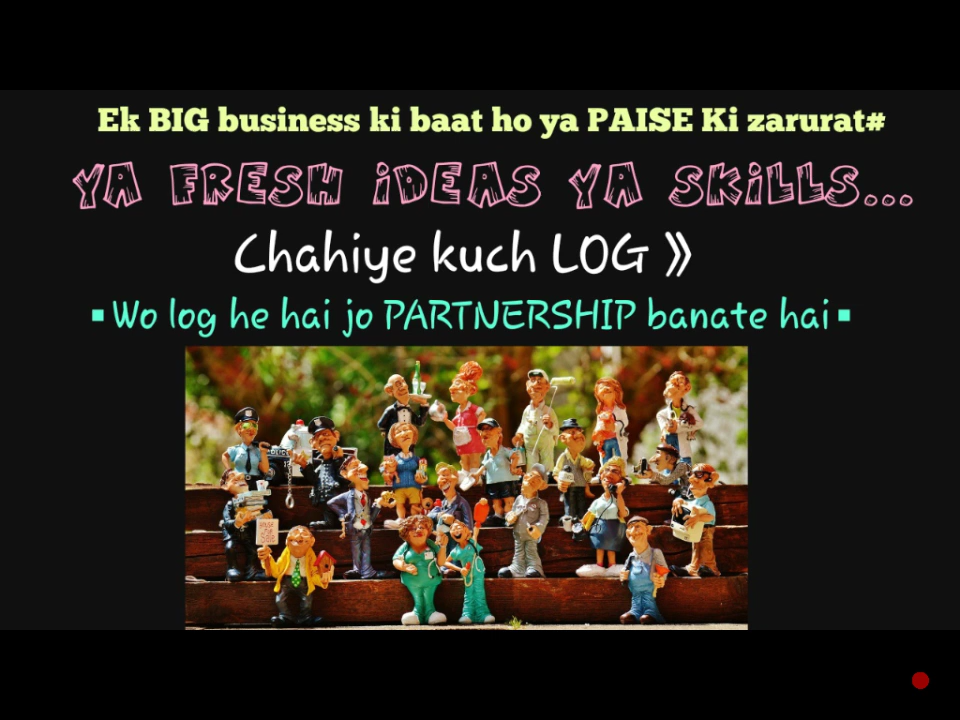 Ek BIG business ki baat ho ya PAISE Ki zarurat#
YA FRESH iDEAS YA SKiLLS...
Chahiye kuch LOG 》
▪Wo log he hai jo PARTNERSHIP banate hai▪